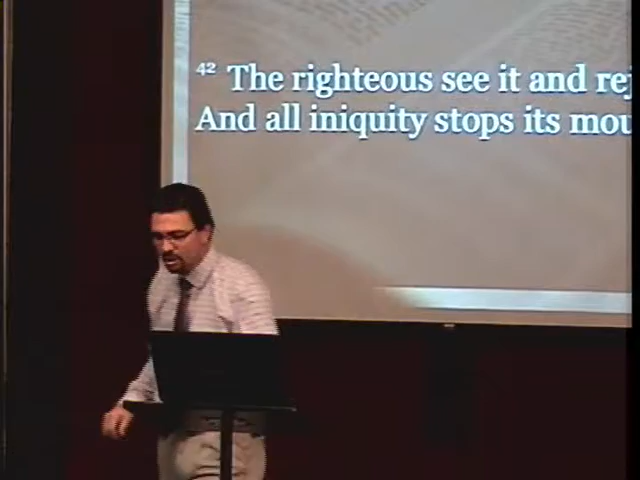 42 The righteous see it and
And all iniquity stops its